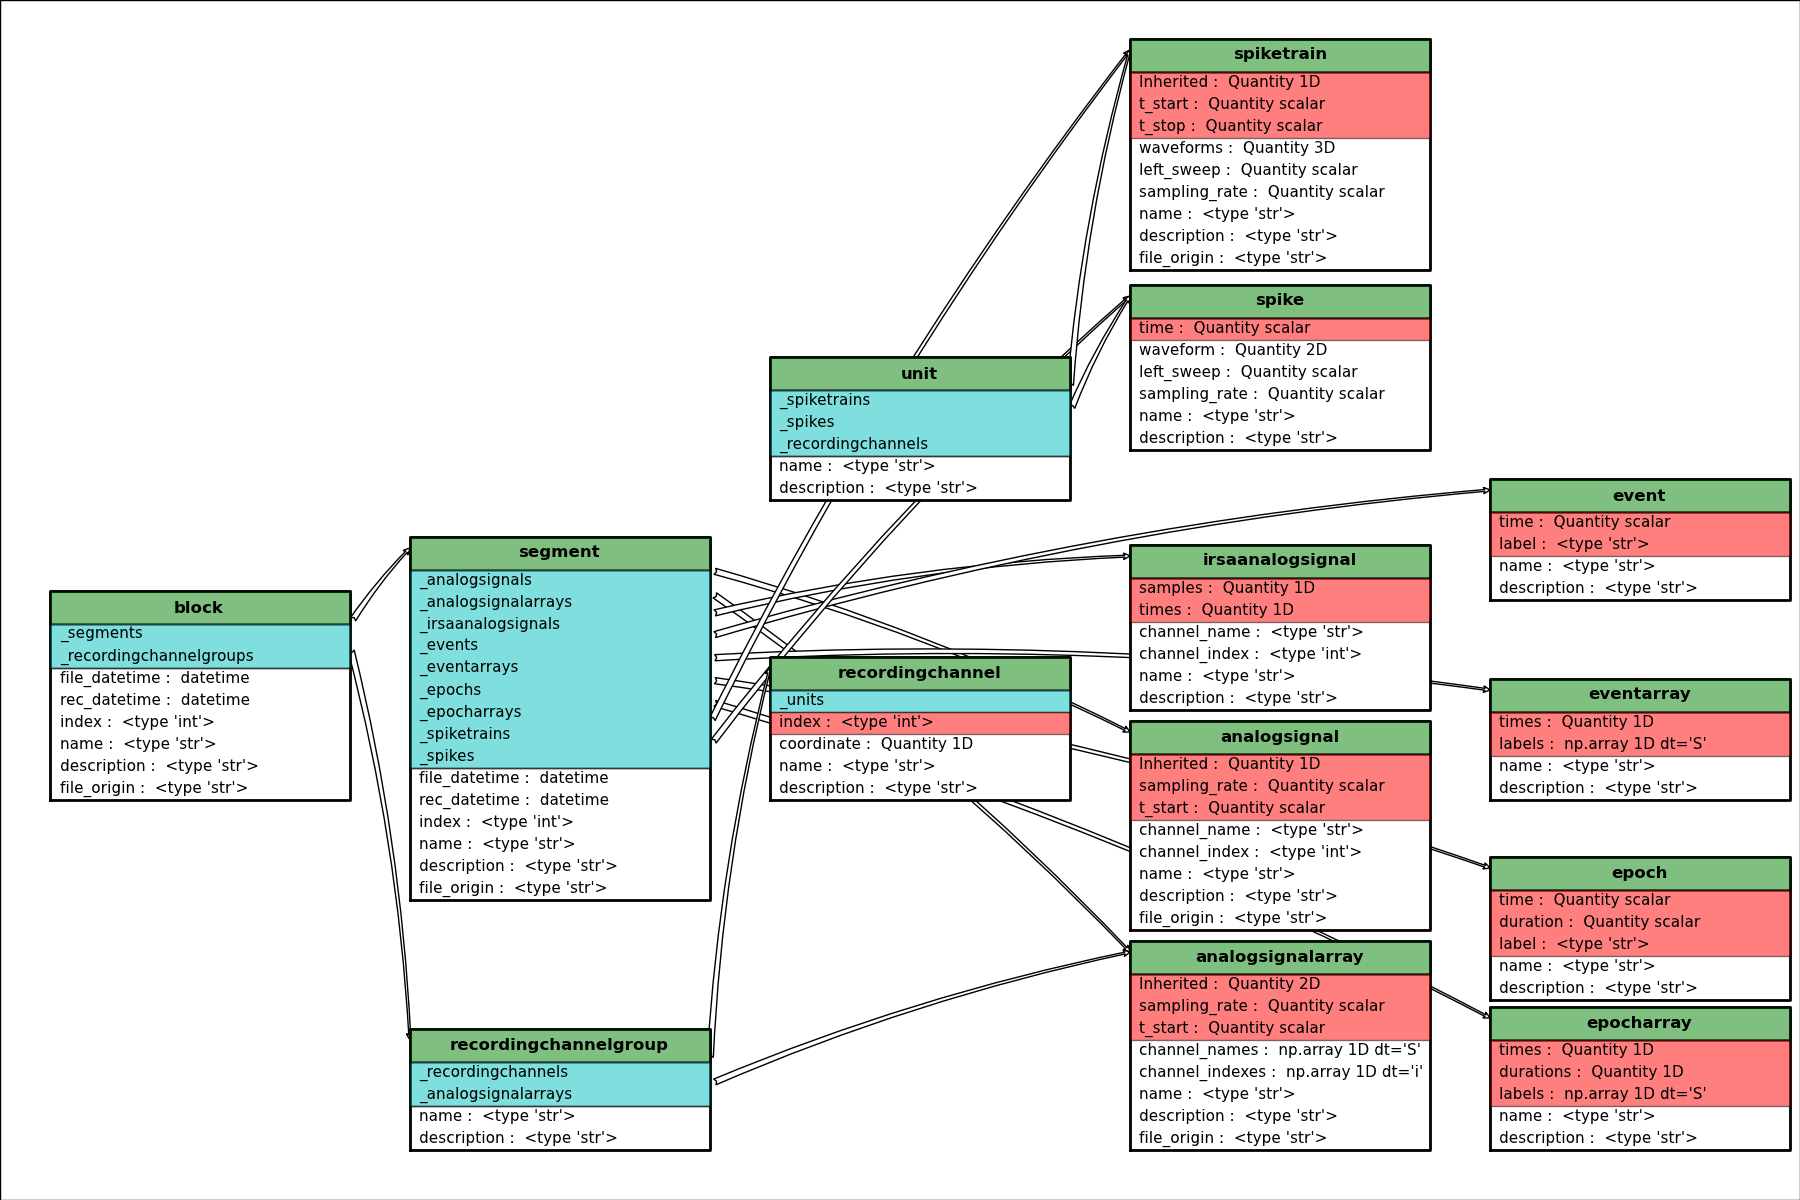 spiketrain
Inherited :  Quantity 1D
t_start :  Quantity scalar
t_stop :  Quantity scalar
waveforms :  Quantity 3D
left_sweep :  Quantity scalar
sampling_rate :  Quantity scalar
name :  <type 'str'>
description :  <type 'str'>
file_origin :  <type 'str'>
spike
time :  Quantity scalar
waveform :  Quantity 2D
left_sweep :  Quantity scalar
sampling_rate :  Quantity scalar
name :  <type 'str'>
description :  <type 'str'>
unit
_spiketrains
_spikes
_recordingchannels
name :  <type 'str'>
description :  <type 'str'>
event
time :  Quantity scalar
label :  <type 'str'>
name :  <type 'str'>
description :  <type 'str'>
segment
_analogsignals
_analogsignalarrays
_irsaanalogsignals
_events
_eventarrays
_epochs
_epocharrays
_spiketrains
_spikes
file_datetime :  datetime
rec_datetime :  datetime
index :  <type 'int'>
name :  <type 'str'>
description :  <type 'str'>
file_origin :  <type 'str'>
irsaanalogsignal
samples :  Quantity 1D
times :  Quantity 1D
channel_name :  <type 'str'>
channel_index :  <type 'int'>
name :  <type 'str'>
description :  <type 'str'>
block
_segments
_recordingchannelgroups
file_datetime :  datetime
rec_datetime :  datetime
index :  <type 'int'>
name :  <type 'str'>
description :  <type 'str'>
file_origin :  <type 'str'>
recordingchannel
_units
index :  <type 'int'>
coordinate :  Quantity 1D
name :  <type 'str'>
description :  <type 'str'>
eventarray
times :  Quantity 1D
labels :  np.array 1D dt='S'
name :  <type 'str'>
description :  <type 'str'>
analogsignal
Inherited :  Quantity 1D
sampling_rate :  Quantity scalar
t_start :  Quantity scalar
channel_name :  <type 'str'>
channel_index :  <type 'int'>
name :  <type 'str'>
description :  <type 'str'>
file_origin :  <type 'str'>
epoch
time :  Quantity scalar
duration :  Quantity scalar
label :  <type 'str'>
name :  <type 'str'>
description :  <type 'str'>
analogsignalarray
Inherited :  Quantity 2D
sampling_rate :  Quantity scalar
t_start :  Quantity scalar
channel_names :  np.array 1D dt='S'
channel_indexes :  np.array 1D dt='i'
name :  <type 'str'>
description :  <type 'str'>
file_origin :  <type 'str'>
epocharray
times :  Quantity 1D
durations :  Quantity 1D
labels :  np.array 1D dt='S'
name :  <type 'str'>
description :  <type 'str'>
recordingchannelgroup
_recordingchannels
_analogsignalarrays
name :  <type 'str'>
description :  <type 'str'>